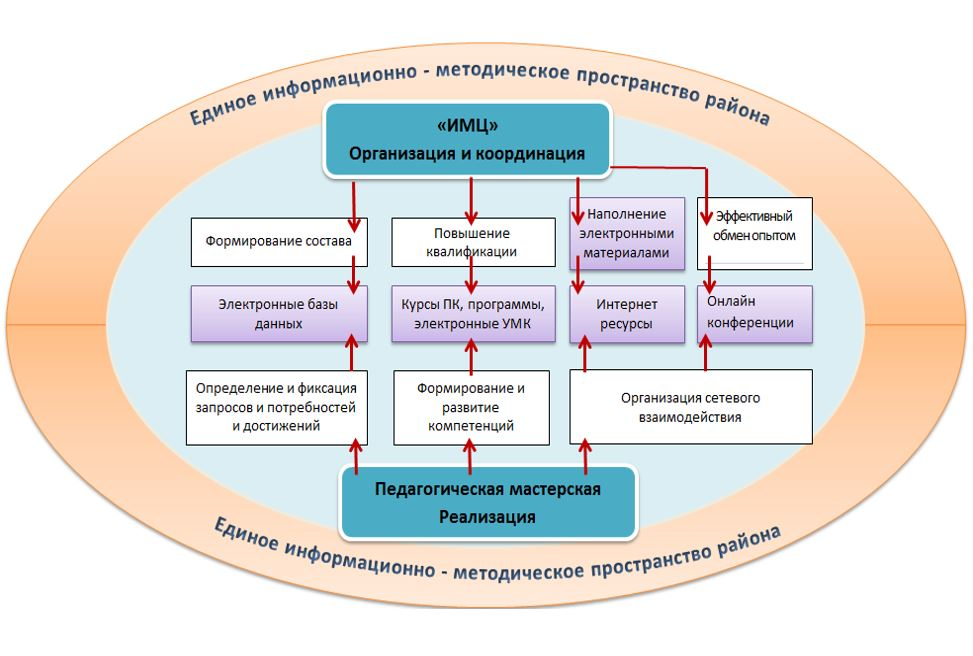 Единое информационно - методическое пространство района
«ИМЦ»
Организация и координация
Формирование состава
Повышение
квалификации
Наполнение
электронными
материалами
Эффективный
обмен опытом
Электронные базы
данных
Курсы ПК, программы,
электронные УМК
Интернет
ресурсы
Онлайн
конференции
Определение и фиксация
запросов и потребностей
и достижений
Формирование и
развитие
компетенций
Организация сетевого
взаимодействия
Педагогическая мастерская
Реализация
Единое информационно - методическое пространство района